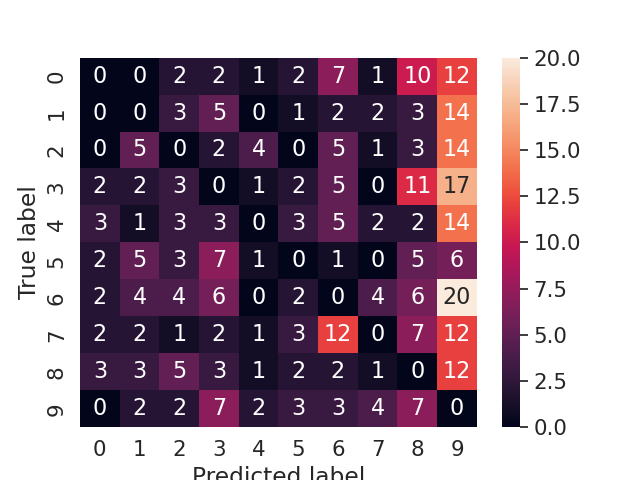 0 0 0 2 2 1 2 7 1 10 12 20.0
1 0 0 3 5 0 1 2 2 3 14 17.5
2 0 5 0 2 4 0 5 1 3 14 15.0
3 2 2 3 0 1 2 5 0 11 17 12.5
4 3 1 3 3 0 3 5 2 2 14 10.0
5 2 5 3 7 1 0 1 0 5 6 7.5
6 2 4 4 6 0 2 0 4 6 20 5.0
7 2 2 1 2 1 3 12 0 7 12 2.5
8 3 3 5 3 1 2 2 1 0 12
9 0 2 2 7 2 3 3 4 7 0 0.0
True label
0 1 2 3 4 5 6 7 8 9
Predicted label